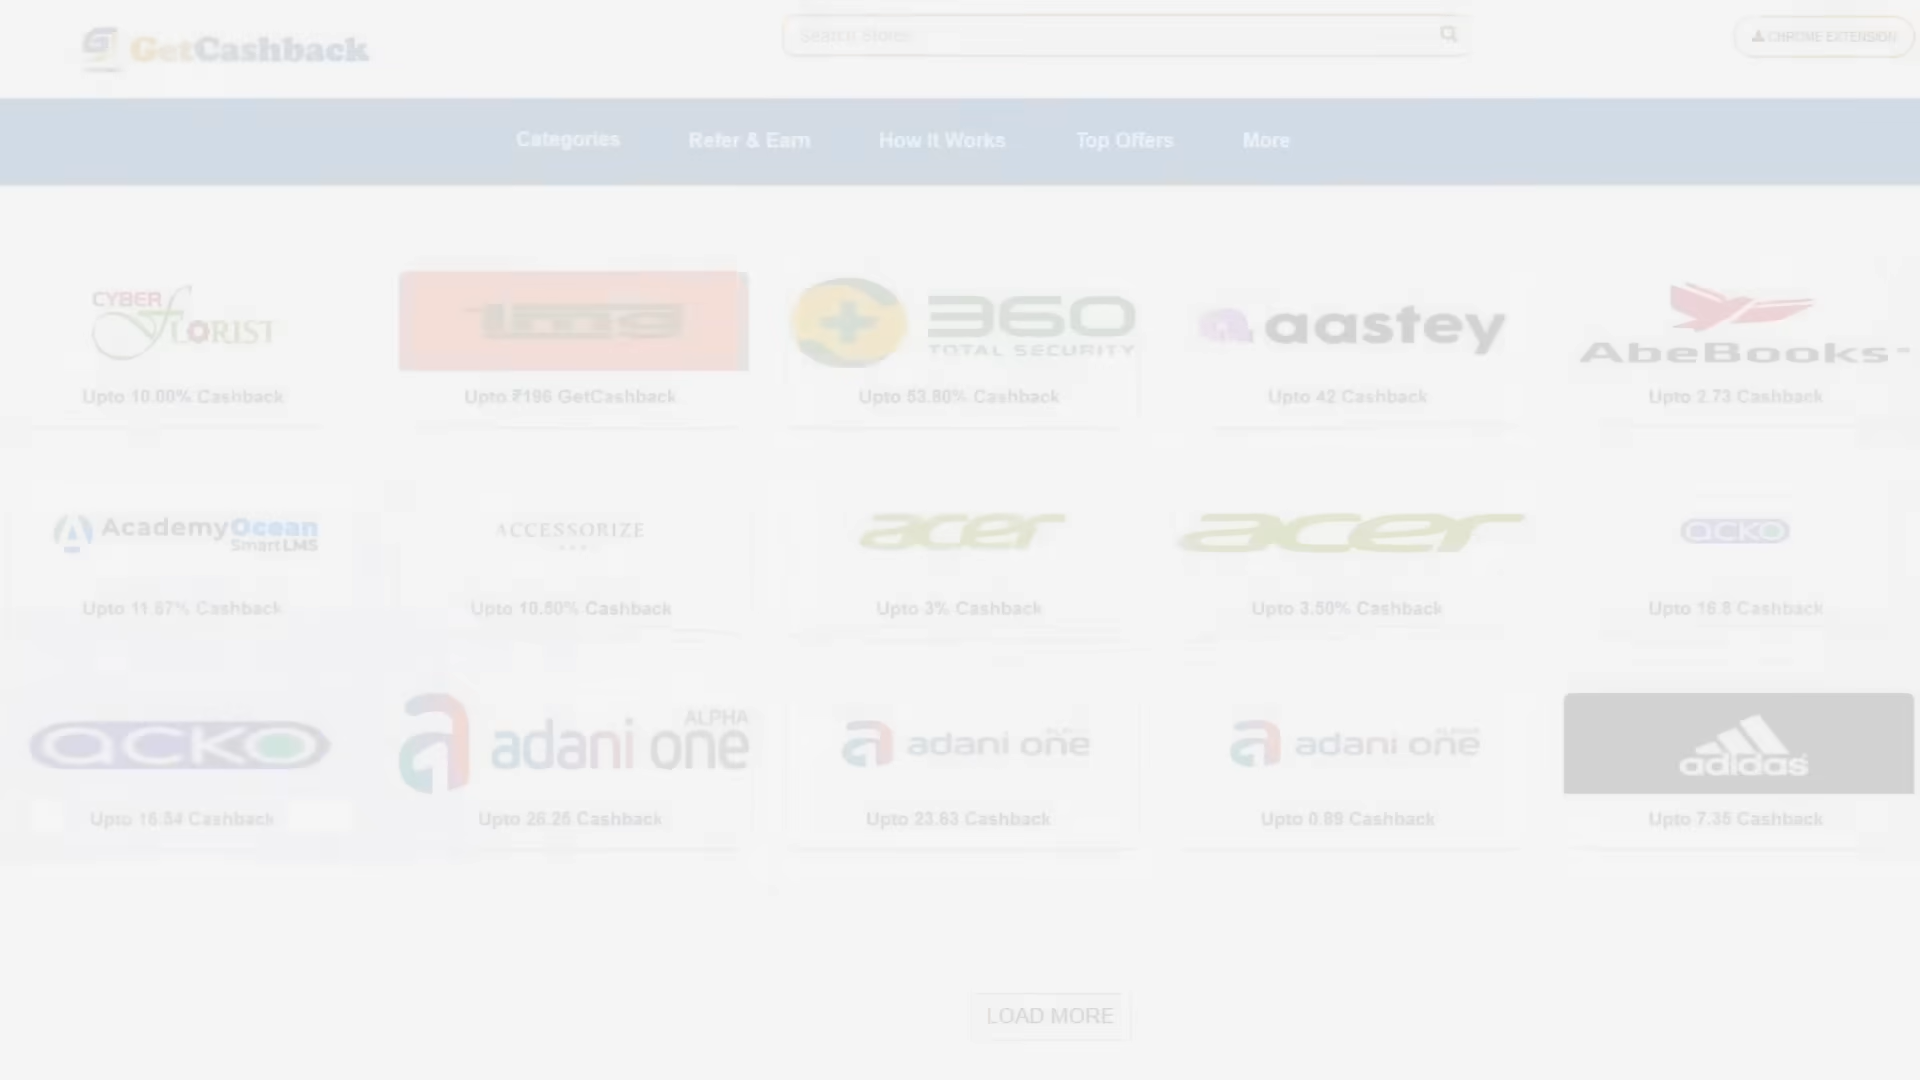 GetCashback
Search Stores
CHROME EXTENSION
Categories
Refer & Earn
How It Works
Top Offers
More
CYBER FLORIST
1mg
360
TOTAL SECURITY
aastey
AbeBooks
Upto 10.00% Cashback
Upto ₹196 GetCashback
Upto 53.80% Cashback
Upto 42 Cashback
Upto 2.73 Cashback
AcademyOcean
SmartLMS
ACCESSORIZE
acer
acer
acko
Upto 11.67% Cashback
Upto 10.50% Cashback
Upto 3% Cashback
Upto 3.50% Cashback
Upto 16.8 Cashback
acko
ALPHA
adani one
adani one
adani one
adidas
Upto 16.54 Cashback
Upto 26.25 Cashback
Upto 23.63 Cashback
Upto 0.89 Cashback
Upto 7.35 Cashback
LOAD MORE